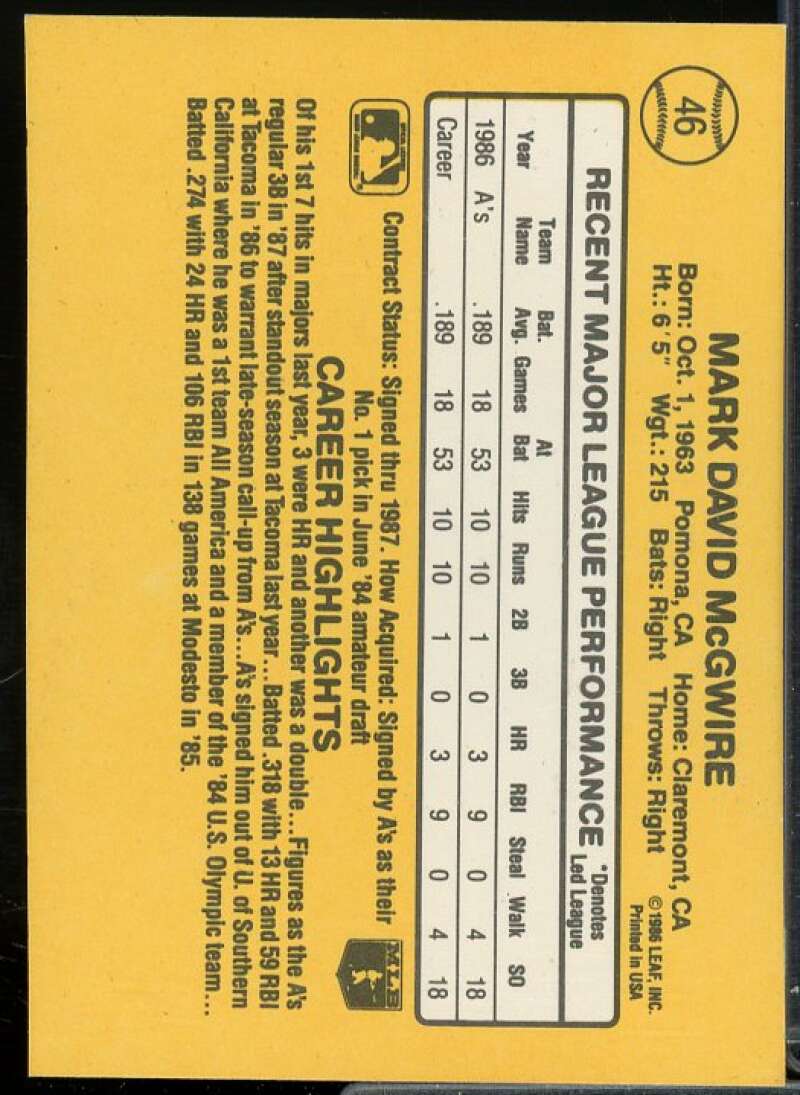 46
MARK DAVID McGWIRE
Born: Oct. 1, 1963 Pomona, CA Home: Claremont, CA
Ht.: 6'5" Wgt.: 215 Bats: Right Throws: Right
©1986 LEAF, INC.
Printed in USA
RECENT MAJOR LEAGUE PERFORMANCE *Denotes
Led League
Year Team Name Bat. Avg. Games At Bat Hits Runs 2B 3B HR RBI Steal Walk SO
1986 A's .189 18 53 10 10 1 0 3 9 0 4 18
Career .189 18 53 10 10 1 0 3 9 0 4 18
Contract Status: Signed thru 1987. How Acquired: Signed by A's as their
No. 1 pick in June '84 amateur draft
MLB
CAREER HIGHLIGHTS
Of his 1st 7 hits in majors last year, 3 were HR and another was a double...Figures as the A's
regular 3B in '87 after standout season at Tacoma last year...Batted .318 with 13 HR and 59 RBI
at Tacoma in '86 to warrant late-season call-up from A's...A's signed him out of U. of Southern
California where he was a 1st team All America and a member of the '84 U.S. Olympic team...
Batted .274 with 24 HR and 106 RBI in 138 games at Modesto in '85.